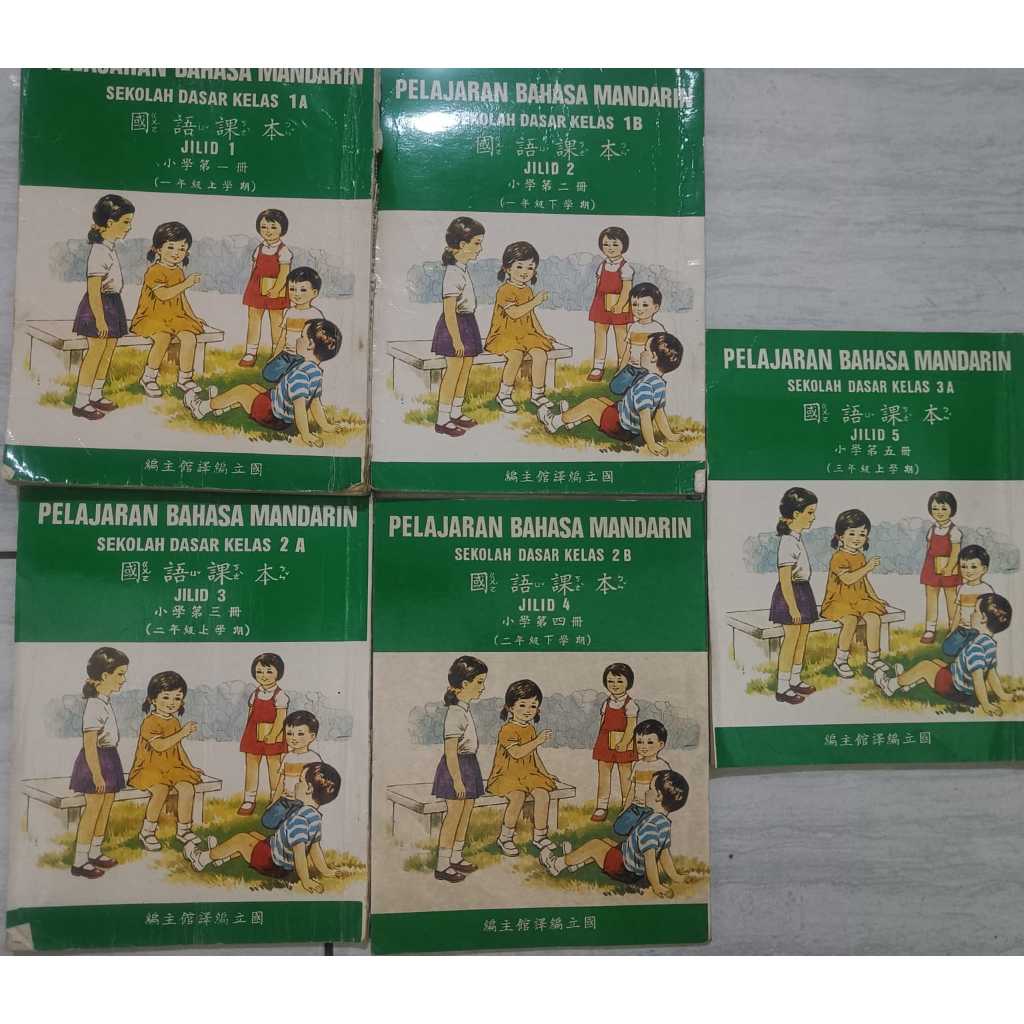 PELAJARAN BAHASA MANDARIN
SEKOLAH DASAR KELAS 1A
國語課本
JILID 1
小學第一冊
(一年級上學期)
國立編譯館主編
PELAJARAN BAHASA MANDARIN
SEKOLAH DASAR KELAS 1B
國語課本
JILID 2
小學第二冊
(一年級下學期)
國立編譯館主編
PELAJARAN BAHASA MANDARIN
SEKOLAH DASAR KELAS 3A
國語課本
JILID 5
小學第五冊
(三年級上學期)
國立編譯館主編
PELAJARAN BAHASA MANDARIN
SEKOLAH DASAR KELAS 2 A
國語課本
JILID 3
小學第三冊
(二年級上學期)
國立編譯館主編
PELAJARAN BAHASA MANDARIN
SEKOLAH DASAR KELAS 2 B
國語課本
JILID 4
小學第四冊
(二年級下學期)
國立編譯館主編